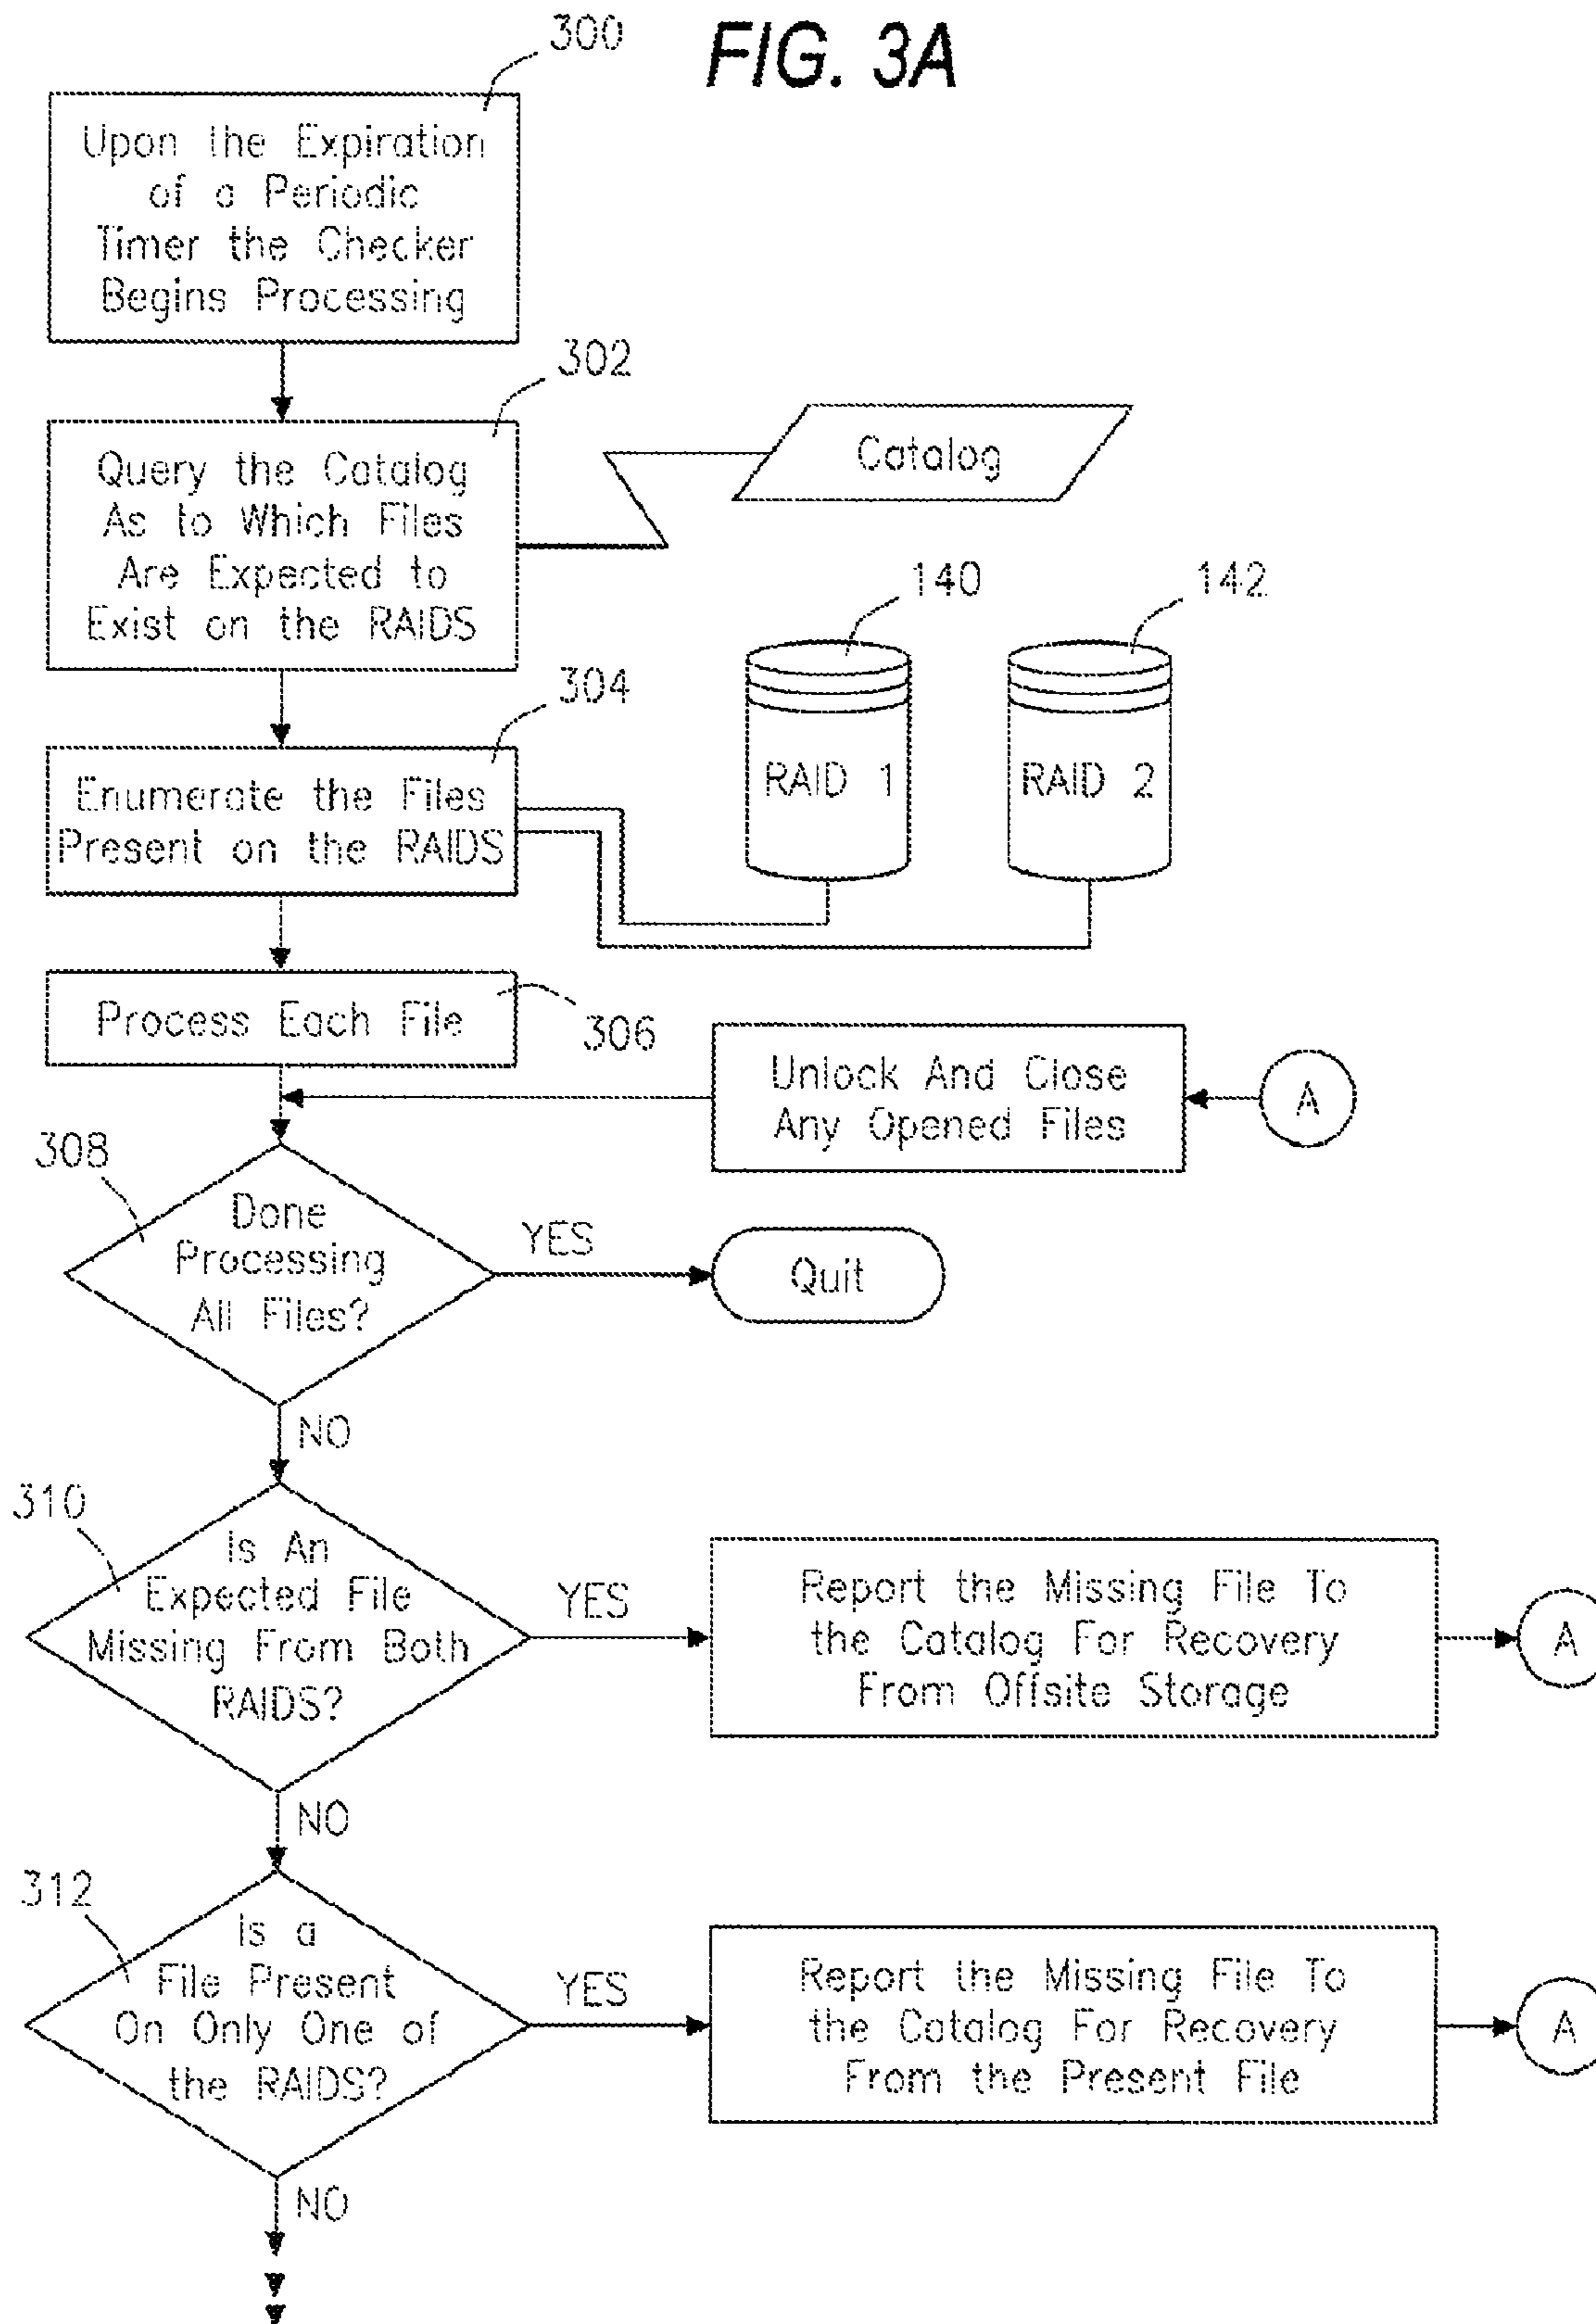 FIG. 3A
300
Upon the Expiration
of a Periodic
Timer the Checker
Begins Processing
302
Query the Catalog
As to Which Files
Are Expected to
Exist on the RAIDS
Catalog
140
142
304
Enumerate the Files
Present on the RAIDS
RAID 1
RAID 2
Process Each File
306
Unlock And Close
Any Opened Files
A
308
Done
Processing
All Files?
YES
Quit
NO
310
Is An
Expected File
Missing From Both
RAIDS?
YES
Report the Missing File To
the Catalog For Recovery
From Offsite Storage
A
NO
312
Is a
File Present
On Only One of
the RAIDS?
YES
Report the Missing File To
the Catalog For Recovery
From the Present File
A
NO